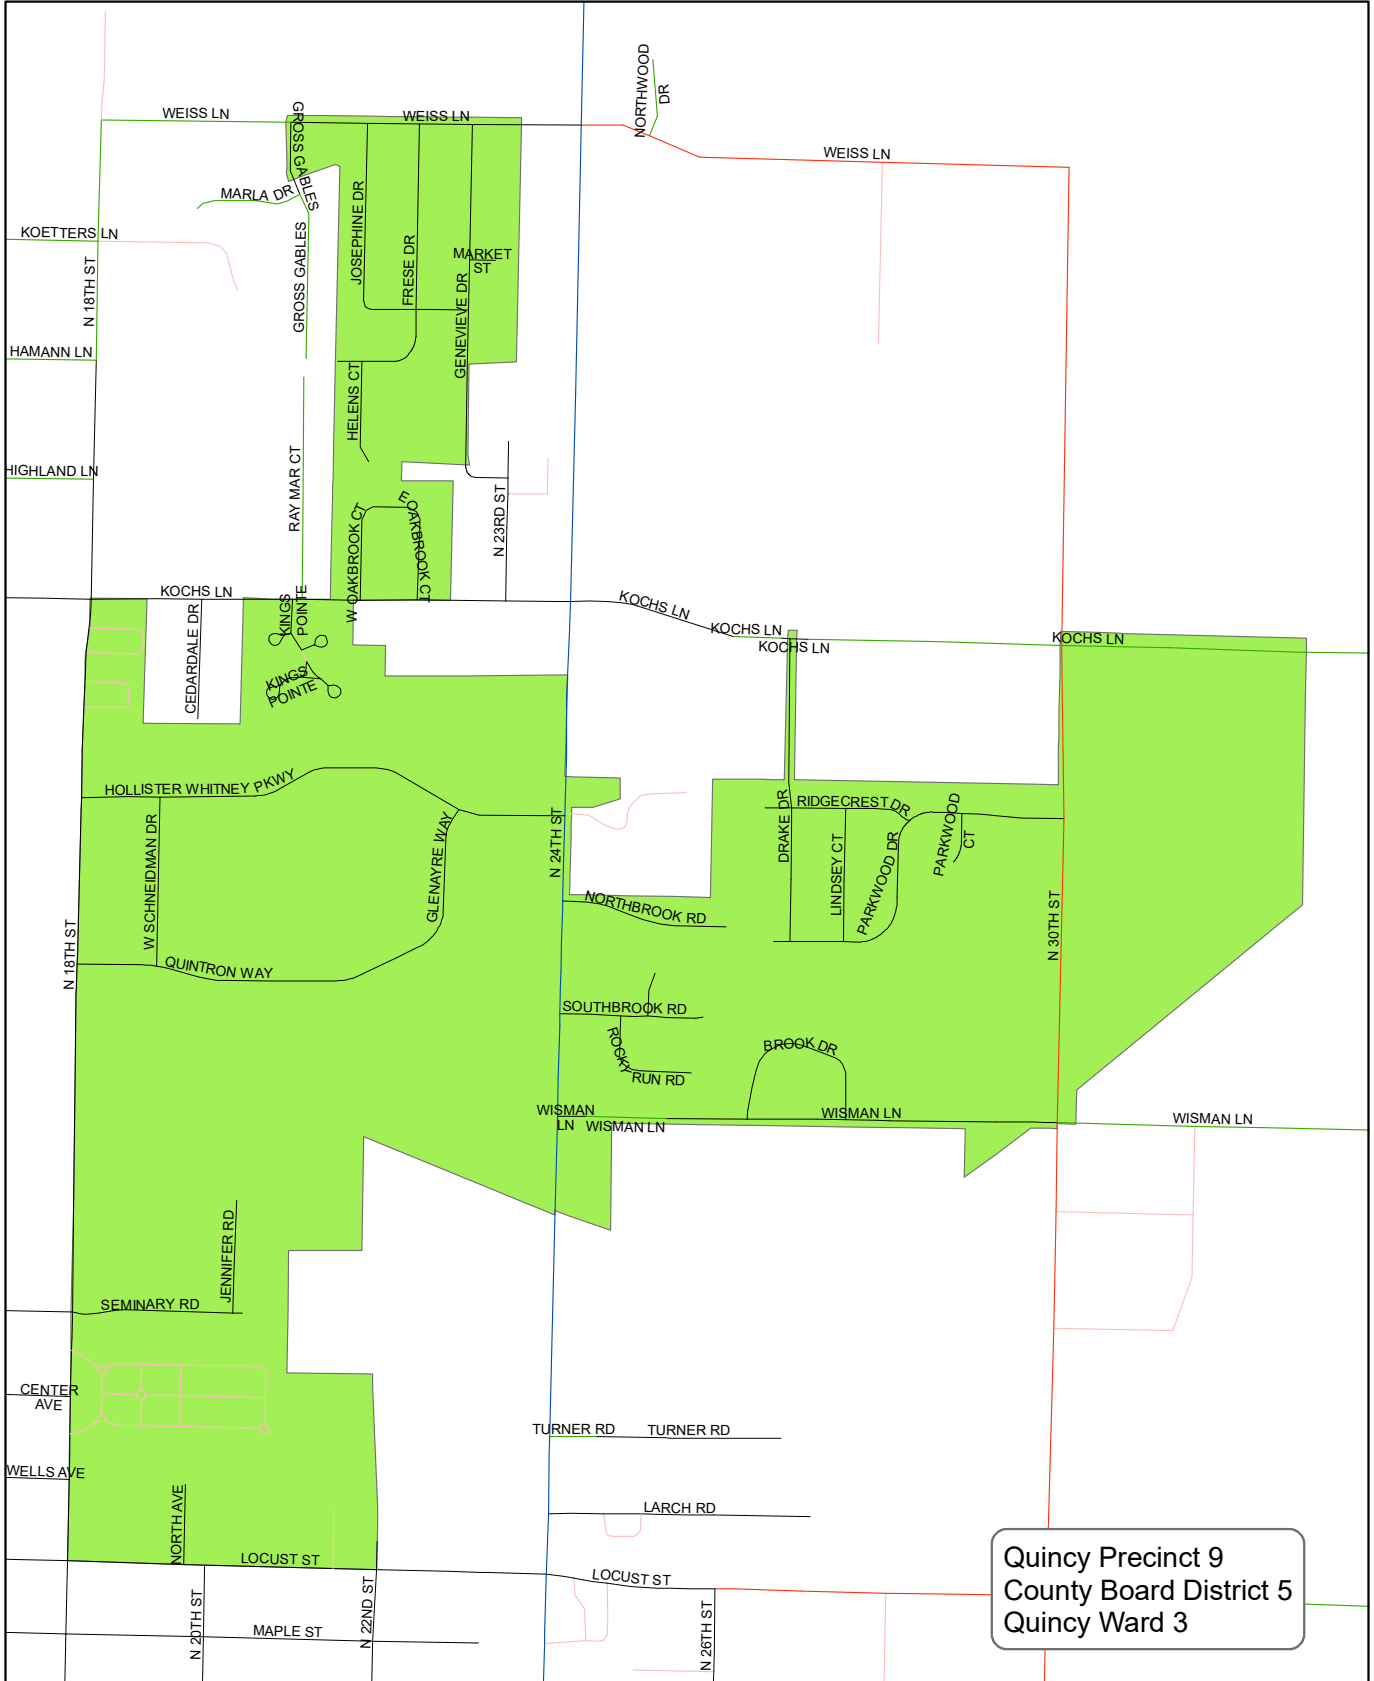 NORTHWOOD
DR
WEISS LN
GROSS GABLES
WEISS LN
WEISS LN
MARLA DR
KOETTERS LN
N 18TH ST
GROSS GABLES
JOSEPHINE DR
FRESE DR
MARKET
ST
GENEVIEVE DR
HAMANN LN
HELENS CT
HIGHLAND LN
RAY MAR CT
W OAKBROOK CT
E OAKBROOK CT
N 23RD ST
KOCHS LN
KINGS
POINTE
KOCHS LN
KOCHS LN
KOCHS LN
KOCHS LN
CEDARDALE DR
KINGS
POINTE
HOLLISTER WHITNEY PKWY
W SCHNEIDMAN DR
GLENAYRE WAY
N 24TH ST
DRAKE DR
RIDGECREST DR
LINDSEY CT
PARKWOOD DR
PARKWOOD
CT
NORTHBROOK RD
N 18TH ST
QUINTRON WAY
N 30TH ST
SOUTHBROOK RD
ROCKY
RUN RD
BROOK DR
WISMAN
LN
WISMAN LN
WISMAN LN
WISMAN LN
JENNIFER RD
SEMINARY RD
CENTER
AVE
TURNER RD
TURNER RD
WELLS AVE
NORTH AVE
LARCH RD
LOCUST ST
LOCUST ST
N 20TH ST
N 22ND ST
N 26TH ST
MAPLE ST
Quincy Precinct 9
County Board District 5
Quincy Ward 3